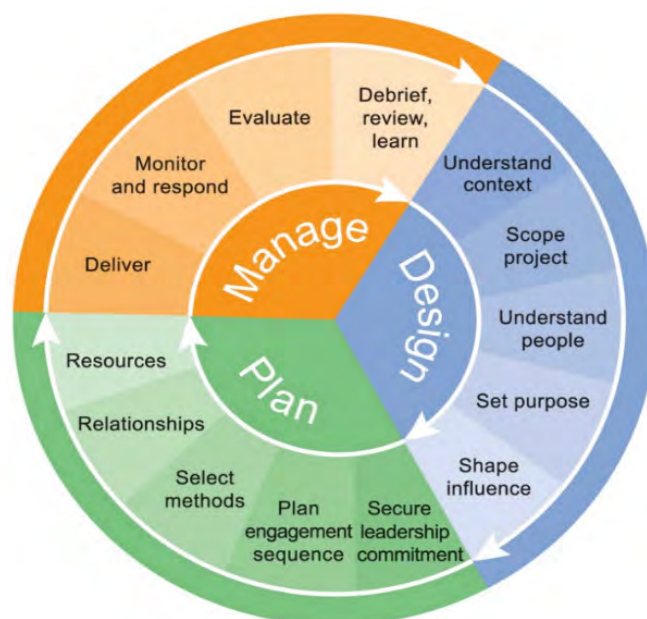 Manage
Design
Plan
Understand
context
Scope
project
Understand
people
Set purpose
Shape
influence
Secure
leadership
commitment
Plan
engagement
sequence
Select
methods
Relationships
Resources
Deliver
Monitor
and respond
Evaluate
Debrief,
review,
learn